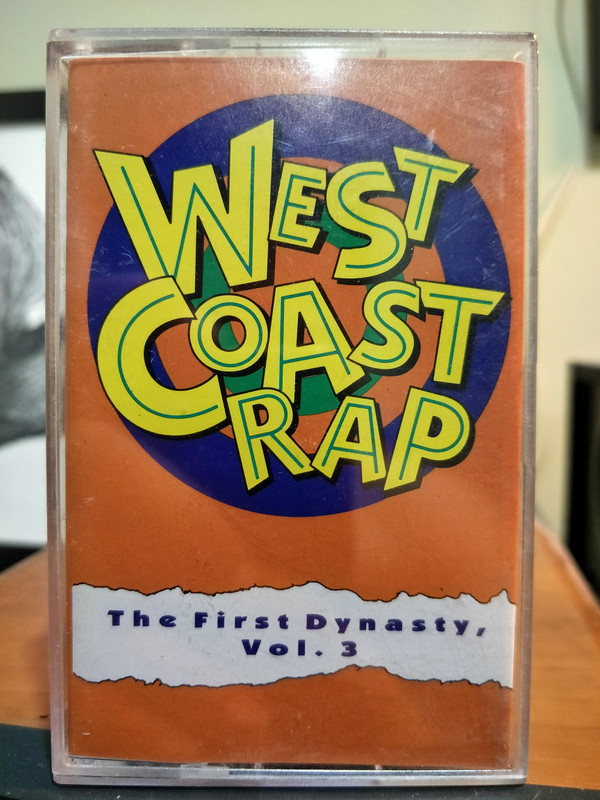 WEST
COAST
RAP
The First Dynasty,
Vol. 3